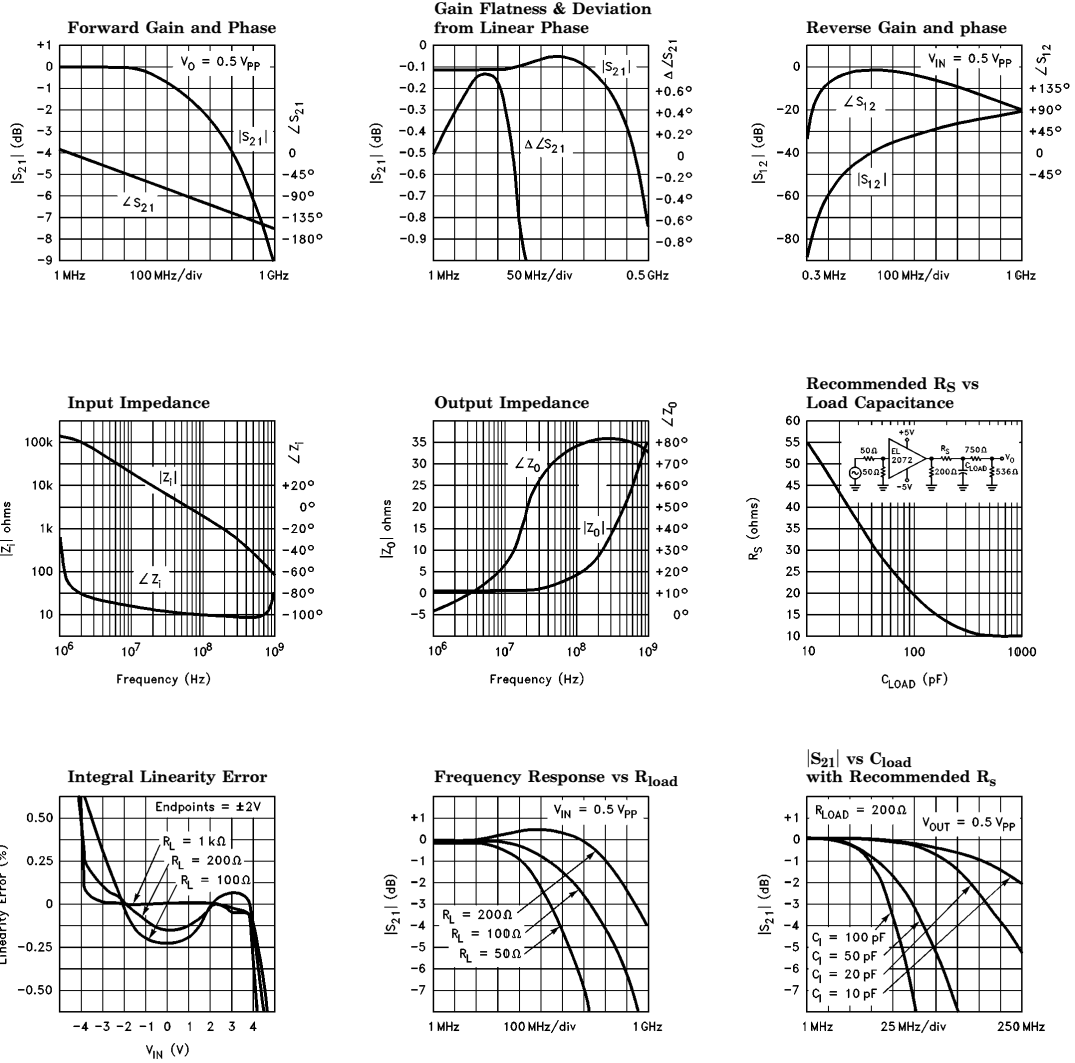 Forward Gain and Phase
+1
0
-1
-2
-3
-4
-5
-6
-7
-8
-9
|S21| (dB)
VO = 0.5 VPP
|S21|
∠S21
∠S21
0
-45°
-90°
-135°
-180°
1 MHz 100 MHz/div 1 GHz
Gain Flatness & Deviation
from Linear Phase
-0
-0.1
-0.2
-0.3
-0.4
-0.5
-0.6
-0.7
-0.8
-0.9
|S21| (dB)
|S21|
Δ∠S21
Δ∠S21
+0.6°
+0.4°
+0.2°
0
-0.2°
-0.4°
-0.6°
-0.8°
1 MHz 50 MHz/div 0.5 GHz
Reverse Gain and phase
0
-20
-40
-60
-80
|S12| (dB)
VIN = 0.5 VPP
∠S12
|S12|
∠S12
+135°
+90°
+45°
0
-45°
0.3 MHz 100 MHz/div 1 GHz
Input Impedance
100k
10k
1k
100
10
|Zi| ohms
|Zi|
∠Zi
∠Zi
+20°
0°
-20°
-40°
-60°
-80°
-100°
10^6 10^7 10^8 10^9
Frequency (Hz)
Output Impedance
35
30
25
20
15
10
5
0
-5
|ZO| ohms
∠ZO
|ZO|
∠ZO
+80°
+70°
+60°
+50°
+40°
+30°
+20°
+10°
0°
10^6 10^7 10^8 10^9
Frequency (Hz)
Recommended RS vs
Load Capacitance
60
55
50
45
40
35
30
25
20
15
10
RS (ohms)
+5V
50Ω EL 2072 RS 750Ω VO
50Ω 200Ω CLOAD 536Ω
-5V
10 100 1000
CLOAD (pF)
Integral Linearity Error
0.50
0.25
0
-0.25
-0.50
Linearity Error (%)
Endpoints = ±2V
RL = 1kΩ
RL = 200Ω
RL = 100Ω
-4 -3 -2 -1 0 1 2 3 4
VIN (V)
Frequency Response vs Rload
+1
0
-1
-2
-3
-4
-5
-6
-7
|S21| (dB)
VIN = 0.5 VPP
RL = 200Ω
RL = 100Ω
RL = 50Ω
1 MHz 100 MHz/div 1 GHz
|S21| vs Cload
with Recommended Rs
+1
0
-1
-2
-3
-4
-5
-6
-7
|S21| (dB)
RLOAD = 200Ω
VOUT = 0.5 VPP
Cl = 100 pF
Cl = 50 pF
Cl = 20 pF
Cl = 10 pF
1 MHz 25 MHz/div 250 MHz